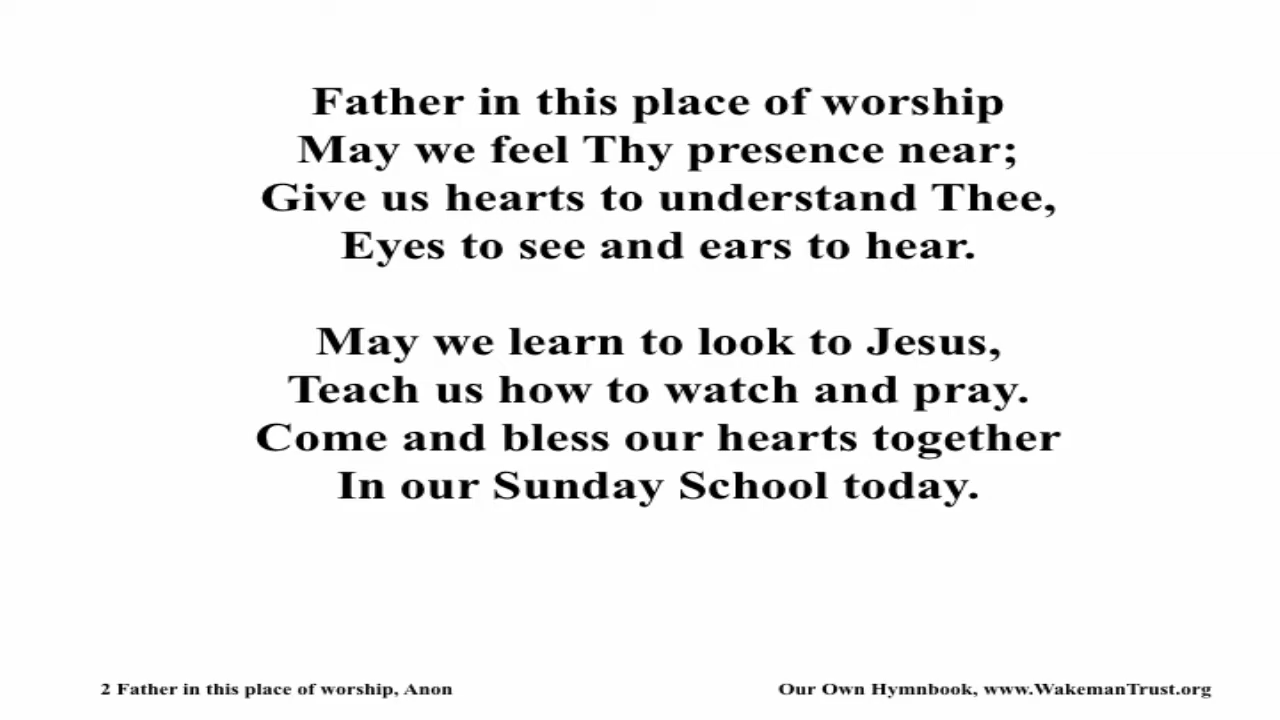 Father in this place of worship
May we feel Thy presence near;
Give us hearts to understand Thee,
Eyes to see and ears to hear.
May we learn to look to Jesus,
Teach us how to watch and pray.
Come and bless our hearts together
In our Sunday School today.
2 Father in this place of worship, Anon
Our Own Hymnbook, www.WakemanTrust.org